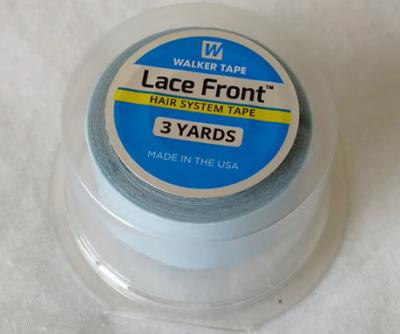 W
WALKER TAPE
Lace Front™
HAIR SYSTEM TAPE
3 YARDS
MADE IN THE USA